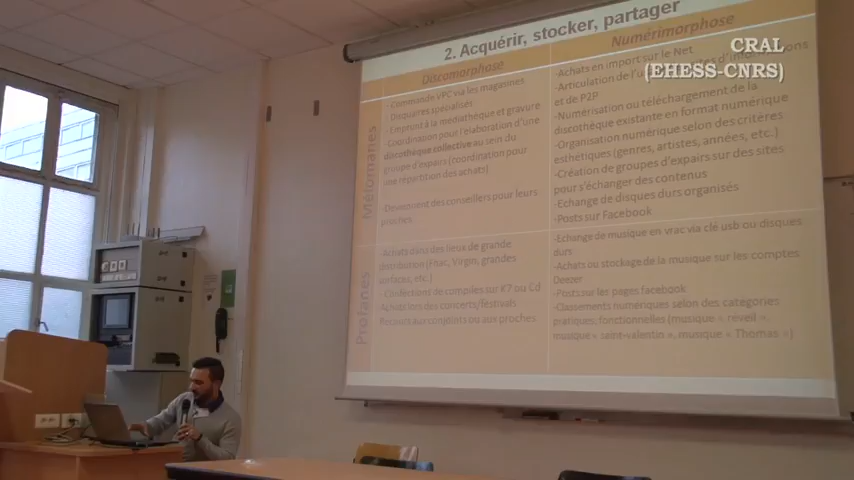 2. Acquérir, stocker, partager
CRAL
(EHESS-CNRS)
Discomorphose
Numérimorphose
Mélomanes
- Commande VPC via les magazines
- Disquaires spécialisés
- Emprunt à la médiathèque et gravure
- Coordination pour l'élaboration d'une
discothèque collective au sein du
groupe d'experts (coordination pour
une répartition des achats)
- Deviennent des conseillers pour leurs
proches
-Achats en import sur le Net
- Articulation de
et de P2P
-Numérisation ou téléchargement de la
discothèque existante en format numérique
-Organisation numérique selon des critères
esthétiques (genres, artistes, années, etc.)
-Création de groupes d'expairs sur des sites
pour s'échanger des contenus
-Echange de disques durs organisés
-Posts sur Facebook
Profanes
-Achats dans des lieux de grande
distribution (Fnac, Virgin, grandes
surfaces, etc.)
-Confections de compiles sur K7 ou Cd
Achats lors des concerts/festivals
Recours aux conjoints ou aux proches
-Echange de musique en vrac via clé usb ou disques
durs
-Achats ou stockage de la musique sur les comptes
Deezer
-Posts sur les pages facebook
-Classements numériques selon des catégories
pratiques, fonctionnelles (musique « réveil »,
musique « saint-valentin », musique « Thomas »)